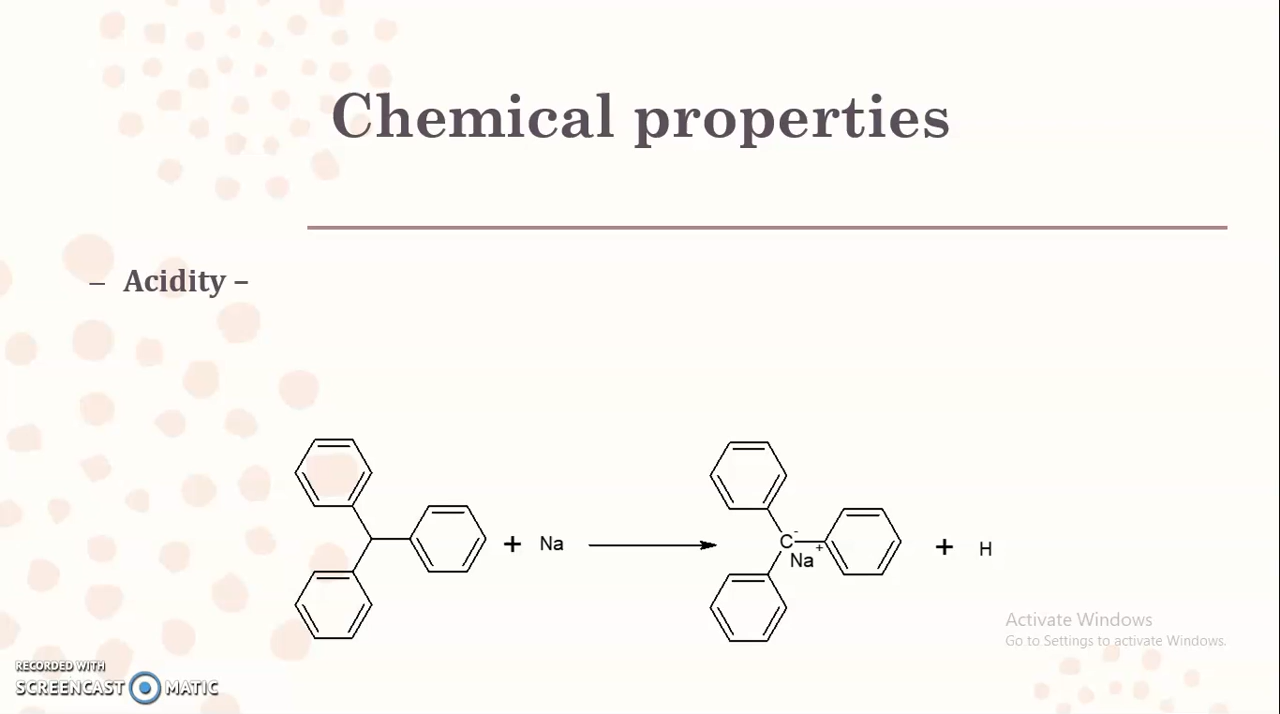 Chemical properties
– Acidity –
+ Na
C-
Na+
+ H
Activate Windows
Go to Settings to activate Windows.
RECORDED WITH
SCREENCAST MATIC